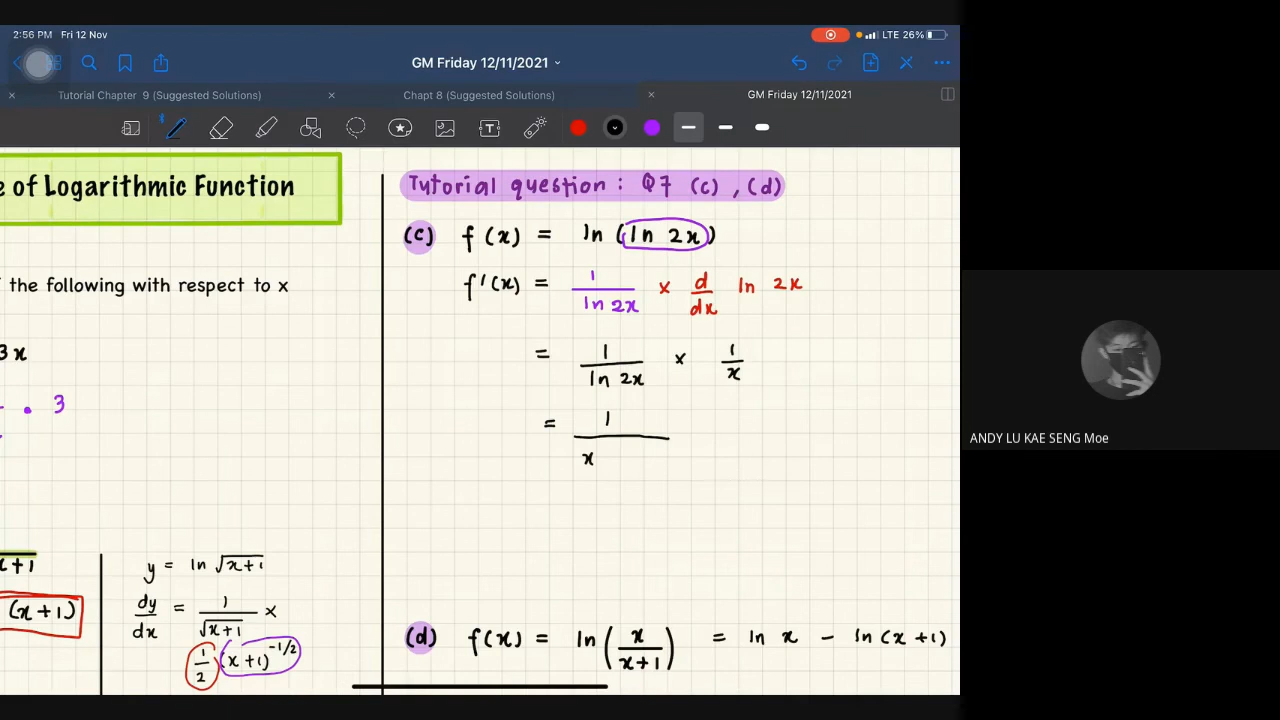 2:56 PM Fri 12 Nov
LTE 26%
GM Friday 12/11/2021
Tutorial Chapter 9 (Suggested Solutions)
Chapt 8 (Suggested Solutions)
GM Friday 12/11/2021
e of Logarithmic Function
f the following with respect to x
3x
. 3
x+1
(x+1)
y = ln √x+1
dy/dx = 1/√x+1 ×
1/2 (x+1)^-1/2
Tutorial question : Q7 (c) , (d)
(c) f(x) = ln (ln 2x)
f'(x) = 1/ln 2x × d/dx ln 2x
= 1/ln 2x × 1/x
= 1/x
(d) f(x) = ln (x/x+1) = ln x - ln (x+1)
ANDY LU KAE SENG Moe